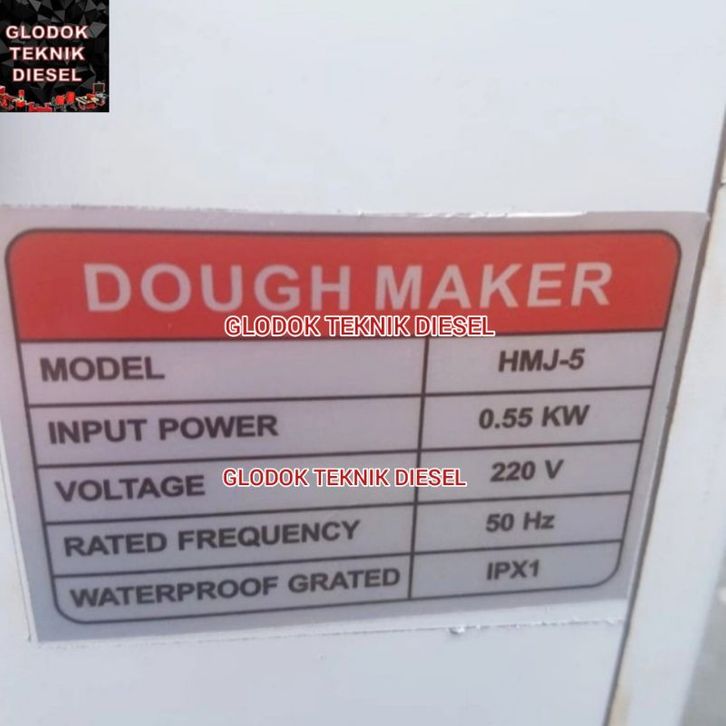 GLODOK
TEKNIK
DIESEL
DOUGH MAKER
GLODOK TEKNIK DIESEL
MODEL HMJ-5
INPUT POWER 0.55 KW
VOLTAGE 220 V
GLODOK TEKNIK DIESEL
RATED FREQUENCY 50 Hz
WATERPROOF GRATED IPX1